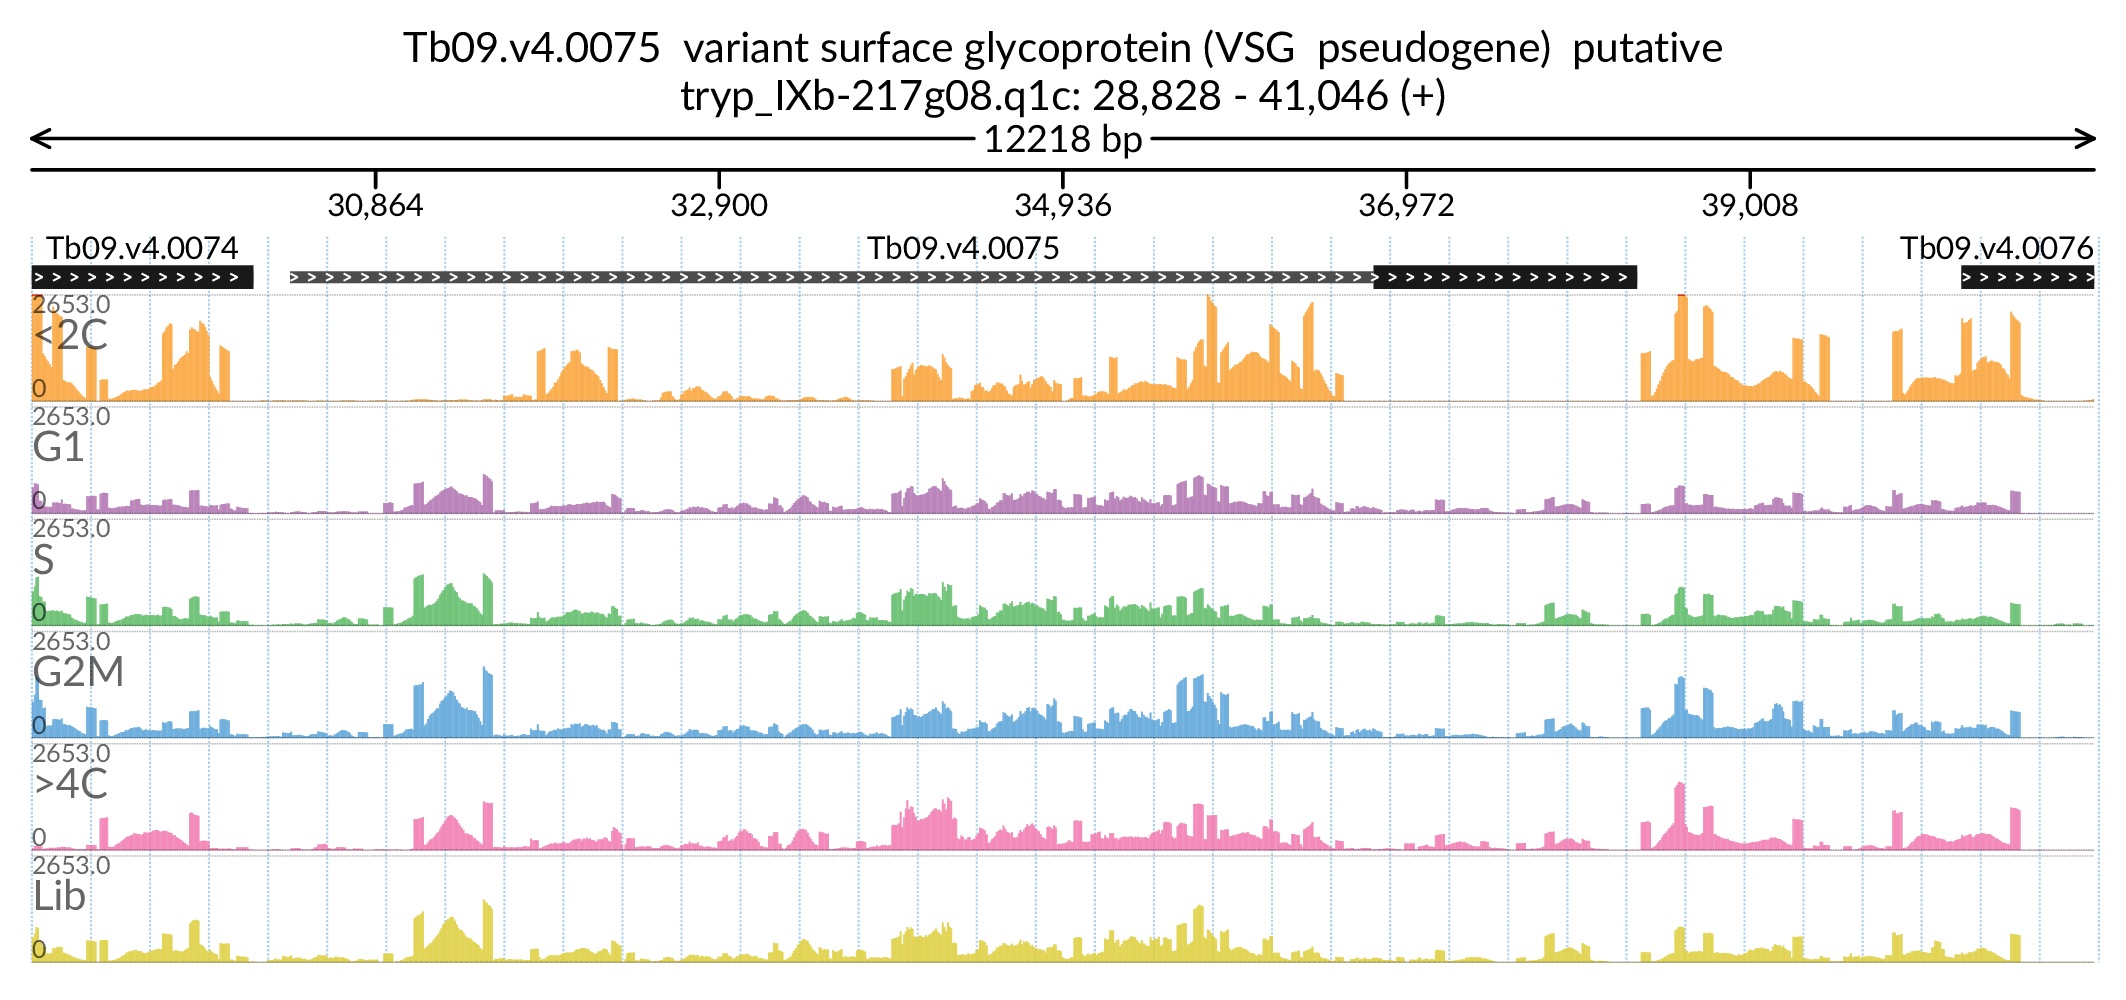 Tb09.v4.0075 variant surface glycoprotein (VSG pseudogene) putative
tryp_IXb-217g08.q1c: 28,828 - 41,046 (+)
12218 bp
30,864 32,900 34,936 36,972 39,008
Tb09.v4.0074 Tb09.v4.0075 Tb09.v4.0076
2653.0
<2C
0
2653.0
G1
0
2653.0
S
0
2653.0
G2M
0
2653.0
>4C
0
2653.0
Lib
0